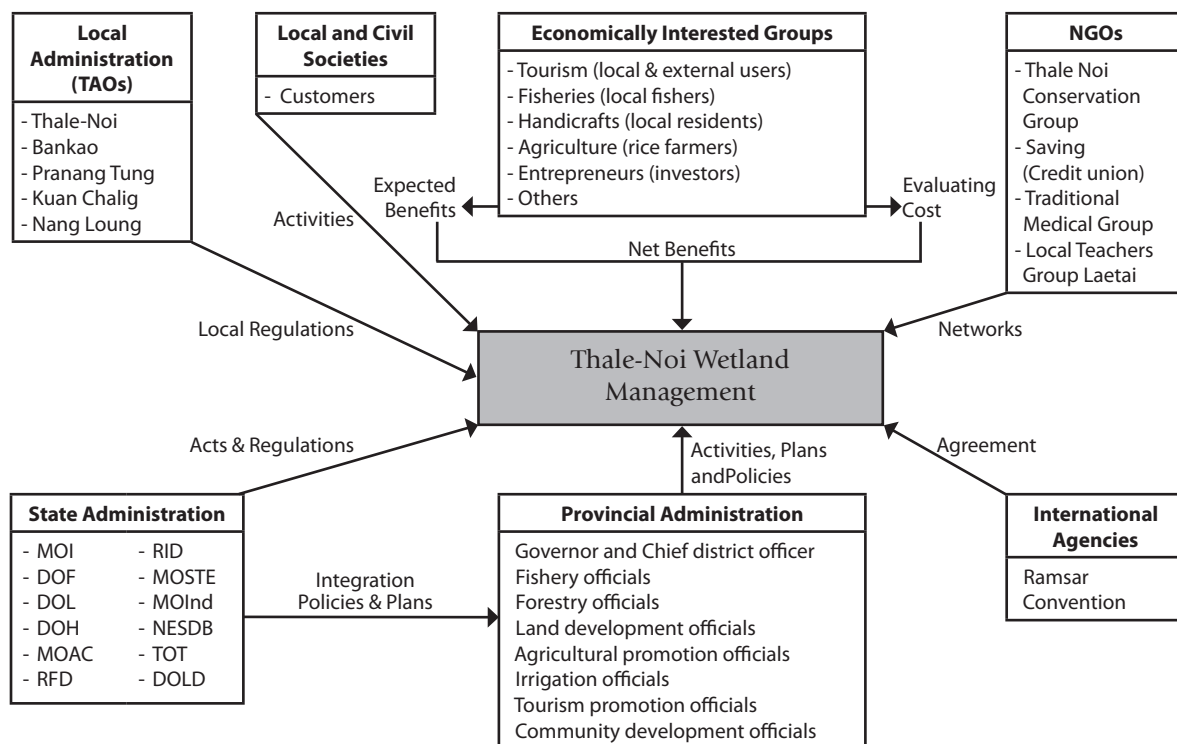 Local
Administration
(TAOs)
- Thale-Noi
- Bankao
- Pranang Tung
- Kuan Chalig
- Nang Loung
Local and Civil
Societies
- Customers
Economically Interested Groups
- Tourism (local & external users)
- Fisheries (local fishers)
- Handicrafts (local residents)
- Agriculture (rice farmers)
- Entrepreneurs (investors)
- Others
NGOs
- Thale Noi
Conservation
Group
- Saving
(Credit union)
- Traditional
Medical Group
- Local Teachers
Group Laetai
Activities
Expected
Benefits
Evaluating
Cost
Net Benefits
Local Regulations
Networks
Thale-Noi Wetland
Management
Acts & Regulations
Activities, Plans
andPolicies
Agreement
State Administration
- MOI
- DOF
- DOL
- DOH
- MOAC
- RFD
- RID
- MOSTE
- MOInd
- NESDB
- TOT
- DOLD
Integration
Policies & Plans
Provincial Administration
Governor and Chief district officer
Fishery officials
Forestry officials
Land development officials
Agricultural promotion officials
Irrigation officials
Tourism promotion officials
Community development officials
International
Agencies
Ramsar
Convention